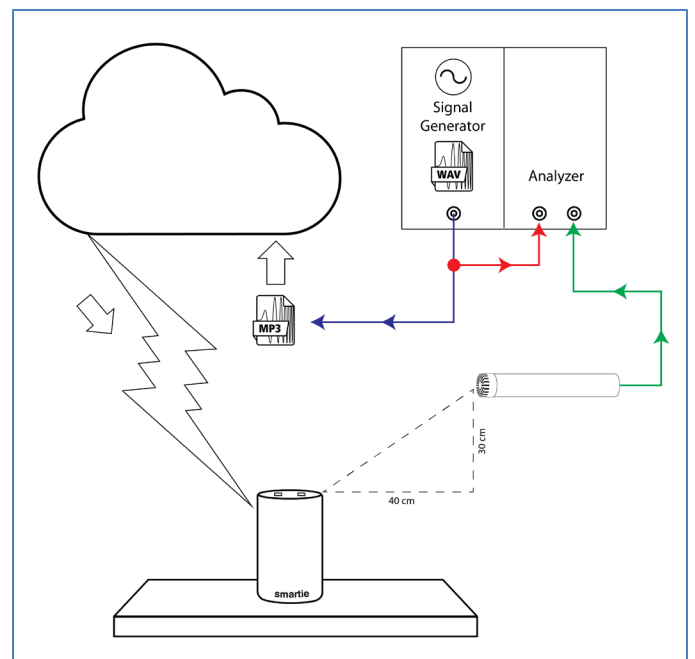 Signal
Generator
WAV
Analyzer
MP3
30 cm
40 cm
smartie